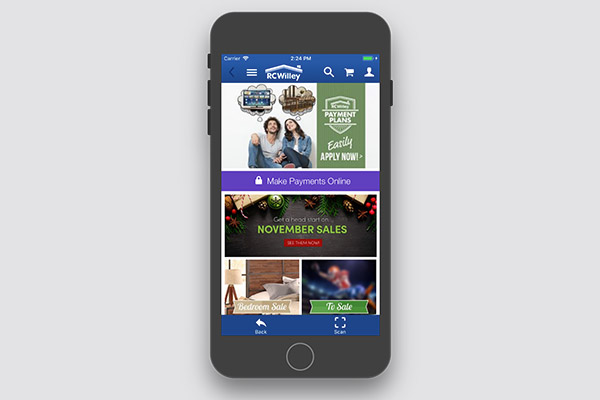 Carrier
2:24 PM
RCWilley
RCWilley
PAYMENT
PLANS
Easily
APPLY NOW! >
Make Payments Online
Get a head start on...
NOVEMBER SALES
SEE THEM NOW!
Bedroom Sale
To Sale
Back
Scan